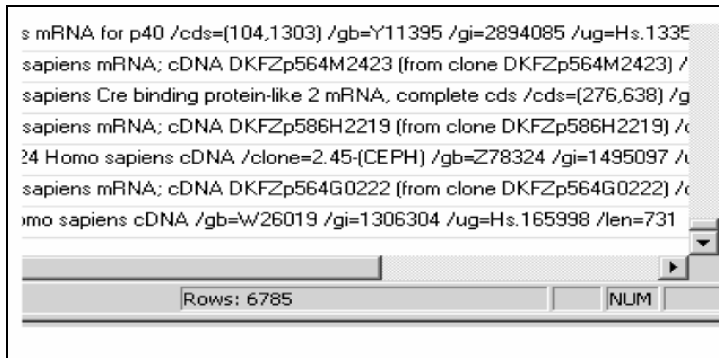 s mRNA for p40 /cds=(104,1303) /gb=Y11395 /gi=2894085 /ug=Hs.1335
sapiens mRNA; cDNA DKFZp564M2423 (from clone DKFZp564M2423) /
sapiens Cre binding protein-like 2 mRNA, complete cds /cds=(276,638) /g
sapiens mRNA; cDNA DKFZp586H2219 (from clone DKFZp586H2219) /c
24 Homo sapiens cDNA /clone=2.45-(CEPH) /gb=Z78324 /gi=1495097 /u
sapiens mRNA; cDNA DKFZp564G0222 (from clone DKFZp564G0222) /c
omo sapiens cDNA /gb=W26019 /gi=1306304 /ug=Hs.165998 /len=731
Rows: 6785 NUM